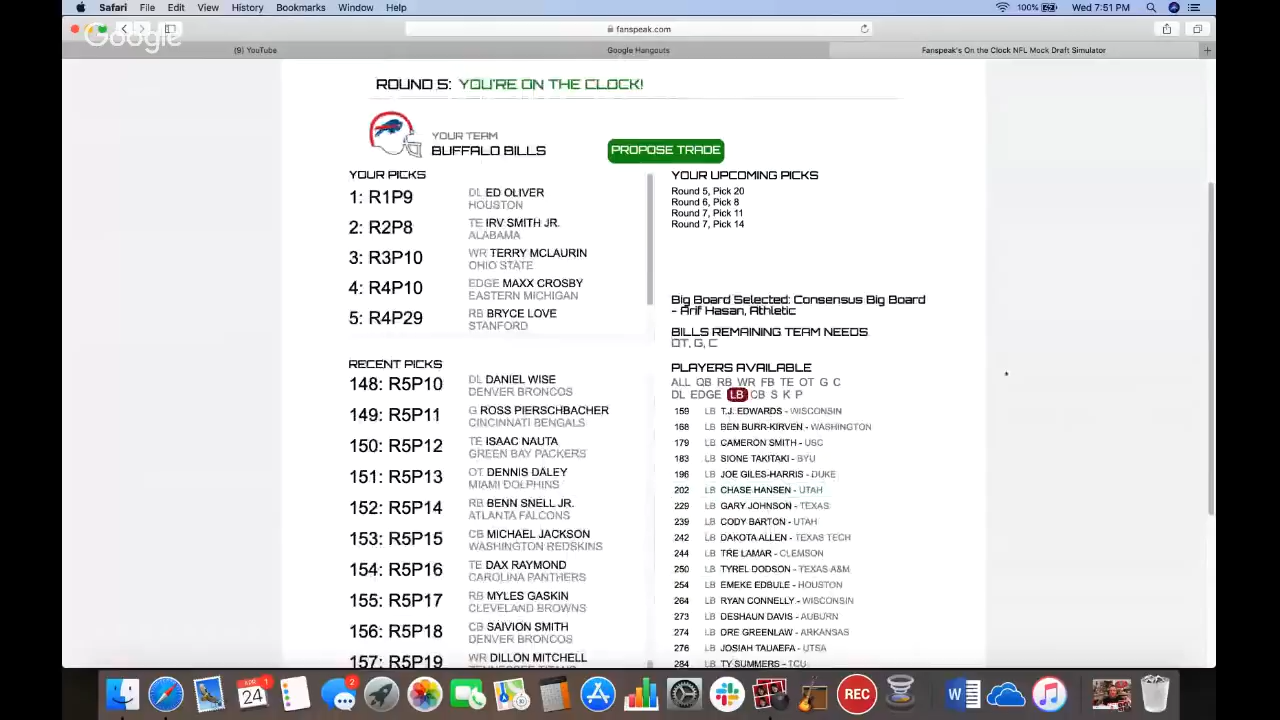 Safari File Edit View History Bookmarks Window Help 100% Wed 7:51 PM
Google
fanspeak.com
(9) YouTube Google Hangouts Fanspeak's On the Clock NFL Mock Draft Simulator
ROUND 5: YOU'RE ON THE CLOCK!
YOUR TEAM
BUFFALO BILLS
PROPOSE TRADE
YOUR PICKS
1: R1P9 DL ED OLIVER
HOUSTON
2: R2P8 TE IRV SMITH JR.
ALABAMA
3: R3P10 WR TERRY MCLAURIN
OHIO STATE
4: R4P10 EDGE MAXX CROSBY
EASTERN MICHIGAN
5: R4P29 RB BRYCE LOVE
STANFORD
YOUR UPCOMING PICKS
Round 5, Pick 20
Round 6, Pick 8
Round 7, Pick 11
Round 7, Pick 14
Big Board Selected: Consensus Big Board
- Arif Hasan, Athletic
BILLS REMAINING TEAM NEEDS
OT, G, C
RECENT PICKS
148: R5P10 DL DANIEL WISE
DENVER BRONCOS
149: R5P11 G ROSS PIERSCHBACHER
CINCINNATI BENGALS
150: R5P12 TE ISAAC NAUTA
GREEN BAY PACKERS
151: R5P13 OT DENNIS DALEY
MIAMI DOLPHINS
152: R5P14 RB BENN SNELL JR.
ATLANTA FALCONS
153: R5P15 CB MICHAEL JACKSON
WASHINGTON REDSKINS
154: R5P16 TE DAX RAYMOND
CAROLINA PANTHERS
155: R5P17 RB MYLES GASKIN
CLEVELAND BROWNS
156: R5P18 CB SAIVION SMITH
DENVER BRONCOS
157: R5P19 WR DILLON MITCHELL
TENNESSEE TITANS
PLAYERS AVAILABLE
ALL QB RB WR FB TE OT G C
DL EDGE LB CB S K P
159 LB T.J. EDWARDS - WISCONSIN
168 LB BEN BURR-KIRVEN - WASHINGTON
179 LB CAMERON SMITH - USC
183 LB SIONE TAKITAKI - BYU
196 LB JOE GILES-HARRIS - DUKE
202 LB CHASE HANSEN - UTAH
229 LB GARY JOHNSON - TEXAS
239 LB CODY BARTON - UTAH
242 LB DAKOTA ALLEN - TEXAS TECH
244 LB TRE LAMAR - CLEMSON
250 LB TYREL DODSON - TEXAS A&M
254 LB EMEKE EGBULE - HOUSTON
264 LB RYAN CONNELLY - WISCONSIN
273 LB DESHAUN DAVIS - AUBURN
274 LB DRE GREENLAW - ARKANSAS
276 LB JOSIAH TAUAEFA - UTSA
284 LB TY SUMMERS - TCU
APR 1
24
2
REC